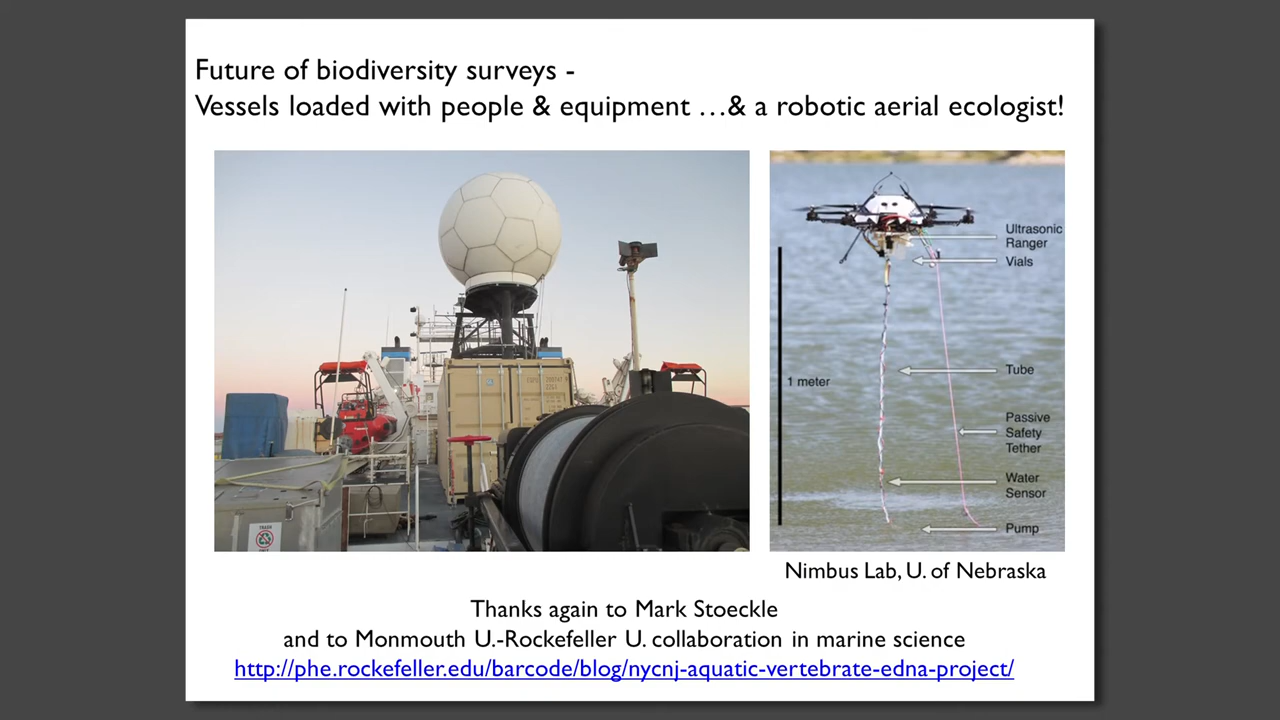 Future of biodiversity surveys -
Vessels loaded with people & equipment …& a robotic aerial ecologist!
Ultrasonic
Ranger
Vials
Tube
1 meter
Passive
Safety
Tether
Water
Sensor
Pump
TRASH
Nimbus Lab, U. of Nebraska
Thanks again to Mark Stoeckle
and to Monmouth U.-Rockefeller U. collaboration in marine science
http://phe.rockefeller.edu/barcode/blog/nycnj-aquatic-vertebrate-edna-project/